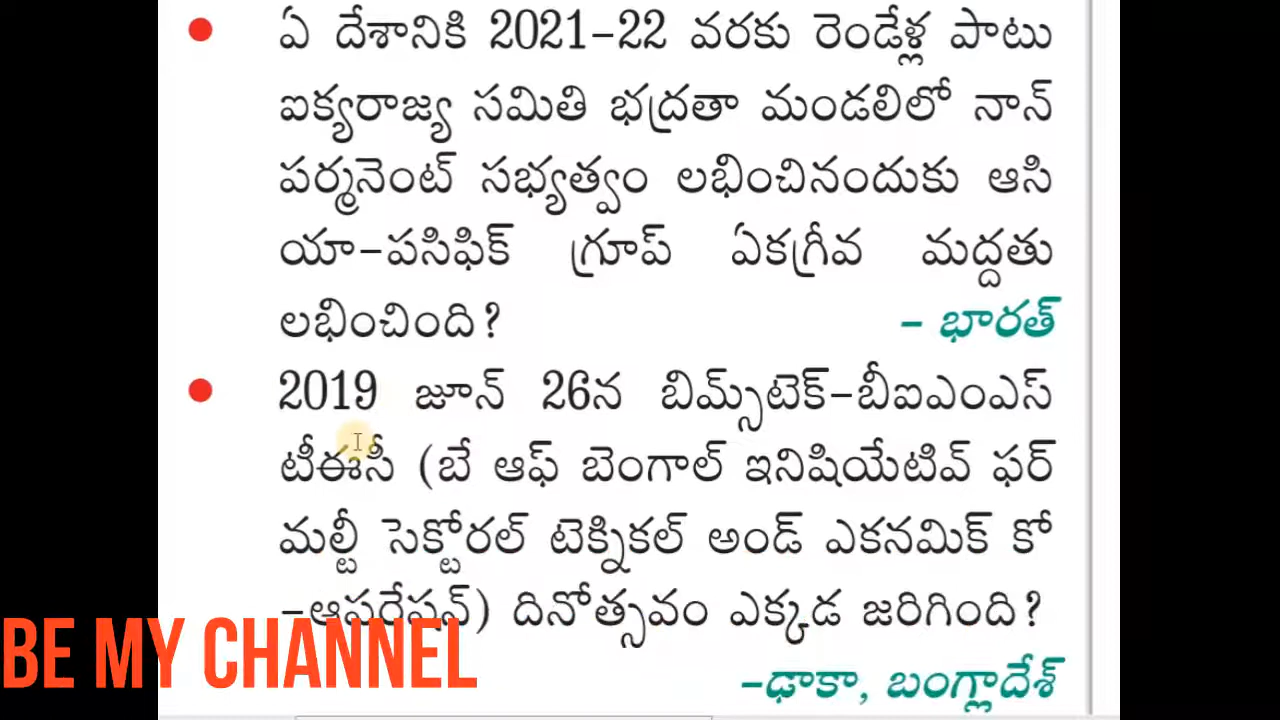 ఏ దేశానికి 2021-22 వరకు రెండేళ్ల పాటు
ఐక్యరాజ్య సమితి భద్రతా మండలిలో నాన్
పర్మనెంట్ సభ్యత్వం లభించినందుకు ఆసి
యా-పసిఫిక్ గ్రూప్ ఏకగ్రీవ మద్దతు
లభించింది? - భారత్
2019 జూన్ 26న బిమ్స్‌టెక్-బీఐఎంఎస్
టీఈసీ (బే ఆఫ్ బెంగాల్ ఇనిషియేటివ్ ఫర్
మల్టీ సెక్టోరల్ టెక్నికల్ అండ్ ఎకనమిక్ కో
-ఆపరేషన్) దినోత్సవం ఎక్కడ జరిగింది?
BE MY CHANNEL
-ఢాకా, బంగ్లాదేశ్